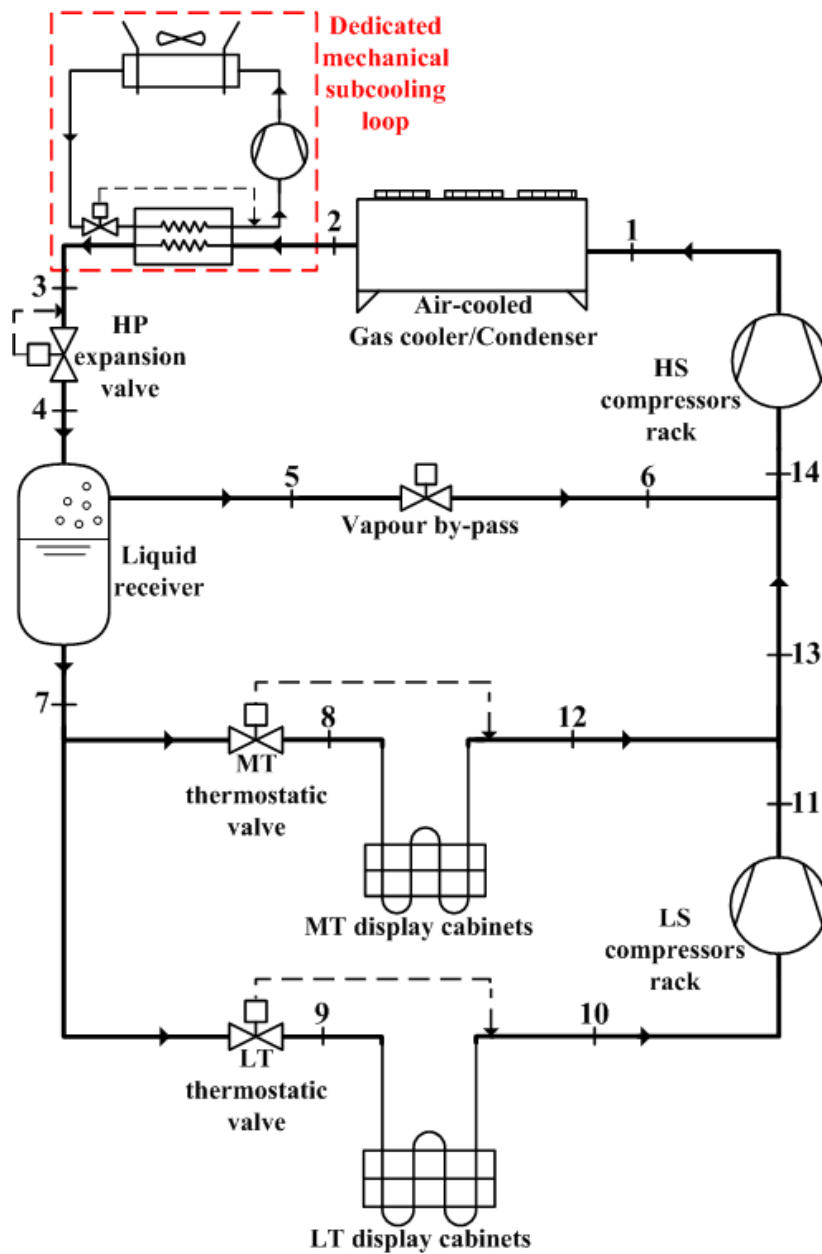 Dedicated
mechanical
subcooling
loop
2
1
3
Air-cooled
Gas cooler/Condenser
HP
expansion
valve
HS
compressors
rack
4
5
6
14
Vapour by-pass
Liquid
receiver
13
7
8
12
MT
thermostatic
valve
11
MT display cabinets
LS
compressors
rack
9
10
LT
thermostatic
valve
LT display cabinets